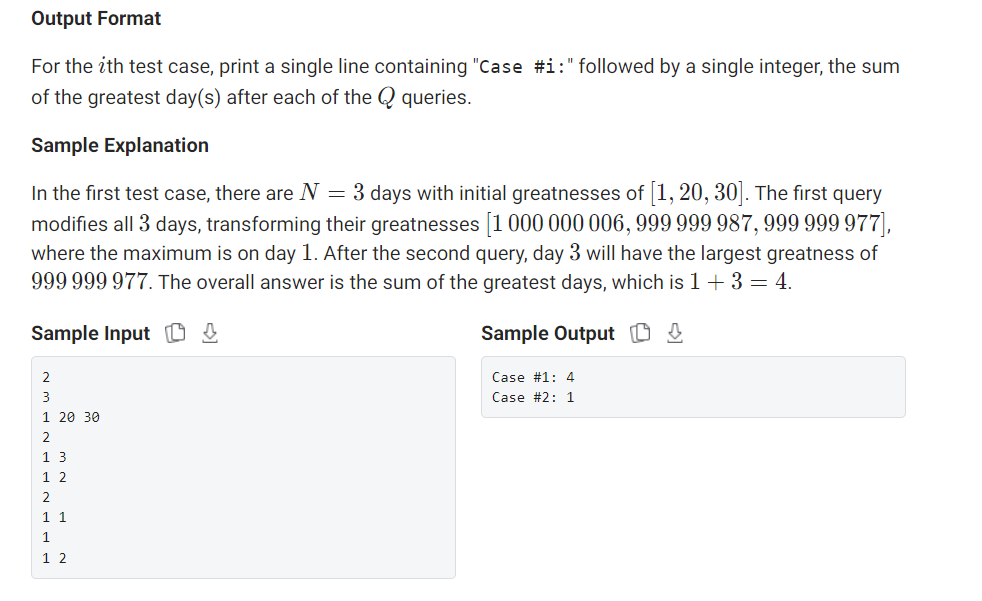 Output Format
For the ith test case, print a single line containing "Case #i:" followed by a single integer, the sum
of the greatest day(s) after each of the Q queries.
Sample Explanation
In the first test case, there are N = 3 days with initial greatnesses of [1, 20, 30]. The first query
modifies all 3 days, transforming their greatnesses [1 000 000 006, 999 999 987, 999 999 977],
where the maximum is on day 1. After the second query, day 3 will have the largest greatness of
999 999 977. The overall answer is the sum of the greatest days, which is 1 + 3 = 4.
Sample Input
2
3
1 20 30
2
1 3
1 2
2
1 1
1
1 2
Sample Output
Case #1: 4
Case #2: 1